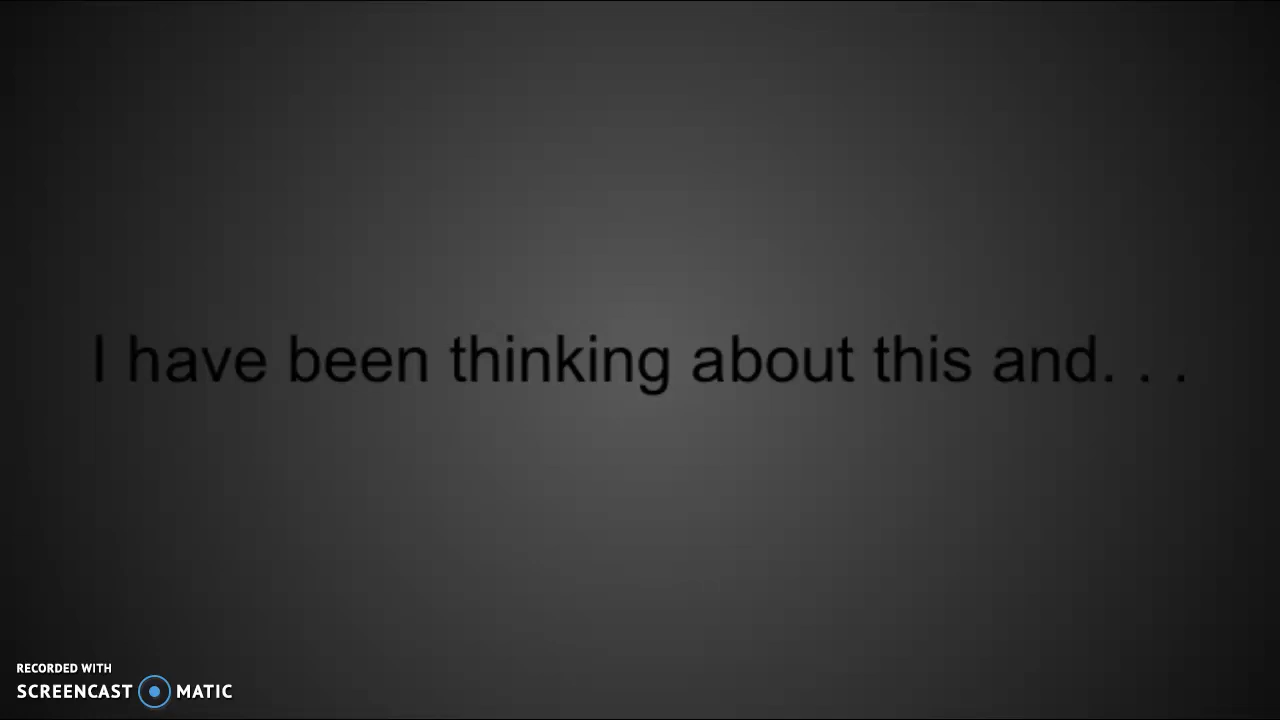 I have been thinking about this and. . .
RECORDED WITH
SCREENCAST MATIC